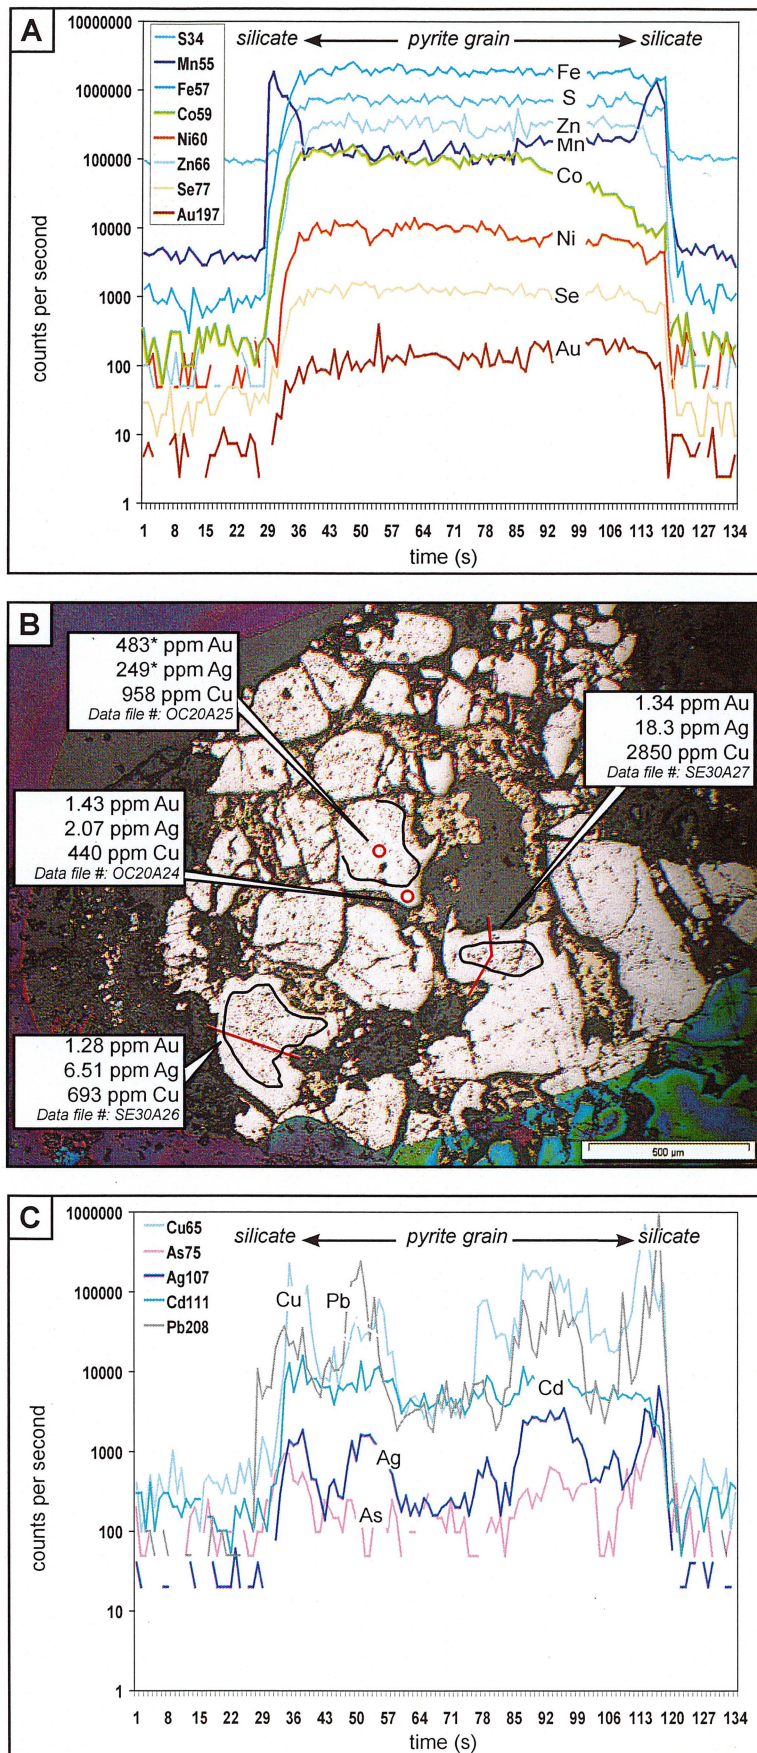 A
10000000
1000000
100000
10000
1000
100
10
1
counts per second
S34
Mn55
Fe57
Co59
Ni60
Zn66
Se77
Au197
silicate
pyrite grain
silicate
Fe
S
Zn
Mn
Co
Ni
Se
Au
1 8 15 22 29 36 43 50 57 64 71 78 85 92 99 106 113 120 127 134
time (s)
B
483* ppm Au
249* ppm Ag
958 ppm Cu
Data file #: OC20A25
1.34 ppm Au
18.3 ppm Ag
2850 ppm Cu
Data file #: SE30A27
1.43 ppm Au
2.07 ppm Ag
440 ppm Cu
Data file #: OC20A24
1.28 ppm Au
6.51 ppm Ag
693 ppm Cu
Data file #: SE30A26
500 µm
C
1000000
100000
10000
1000
100
10
1
counts per second
Cu65
As75
Ag107
Cd111
Pb208
silicate
pyrite grain
silicate
Cu
Pb
Cd
Ag
As
1 8 15 22 29 36 43 50 57 64 71 78 85 92 99 106 113 120 127 134
time (s)